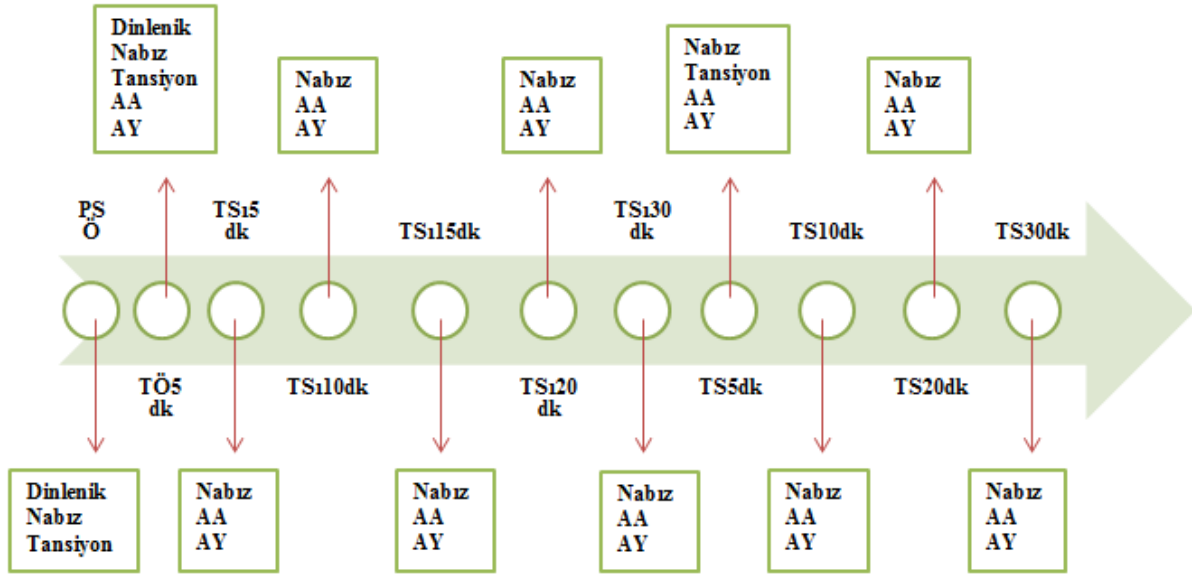 Dinlenik
Nabız
Tansiyon
AA
AY
Nabız
AA
AY
Nabız
AA
AY
Nabız
Tansiyon
AA
AY
Nabız
AA
AY
PS
Ö
TSı5
dk
TSı15dk
TSı30
dk
TS10dk
TS30dk
TÖ5
dk
TSı10dk
TSı20
dk
TS5dk
TS20dk
Dinlenik
Nabız
Tansiyon
Nabız
AA
AY
Nabız
AA
AY
Nabız
AA
AY
Nabız
AA
AY
Nabız
AA
AY